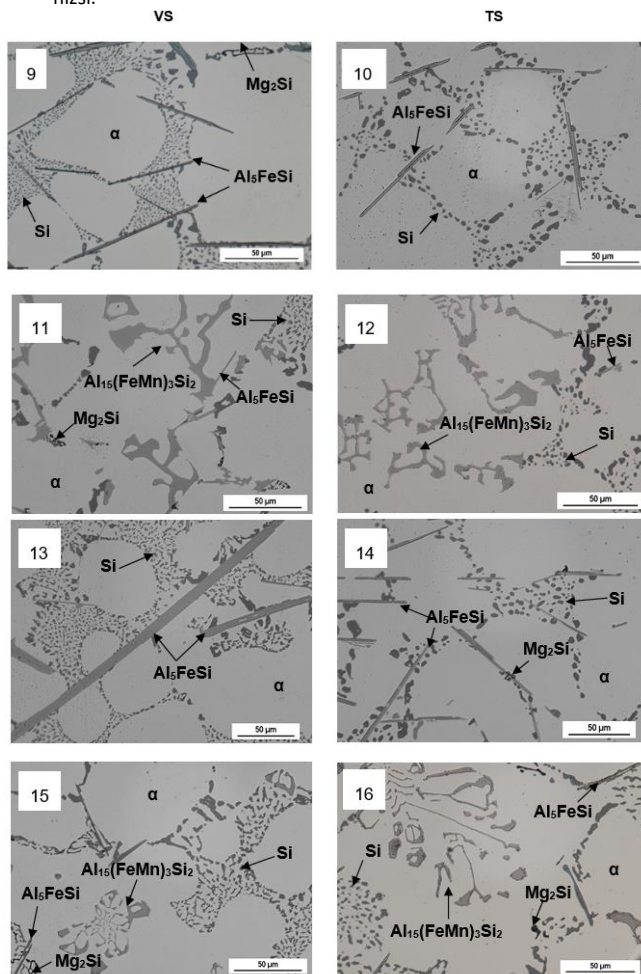 VS TS
9
Mg₂Si
α
Al₅FeSi
Si
50 µm
10
Al₅FeSi
α
Si
50 µm
11
Si
Al₁₅(FeMn)₃Si₂
Al₅FeSi
Mg₂Si
α
50 µm
12
Al₅FeSi
Al₁₅(FeMn)₃Si₂
Si
α
50 µm
13
Si
Al₅FeSi
α
50 µm
14
Si
Al₅FeSi
Mg₂Si
α
50 µm
15
α
Al₁₅(FeMn)₃Si₂
Si
Al₅FeSi
Mg₂Si
50 µm
16
Al₅FeSi
Si
α
Mg₂Si
Al₁₅(FeMn)₃Si₂
50 µm